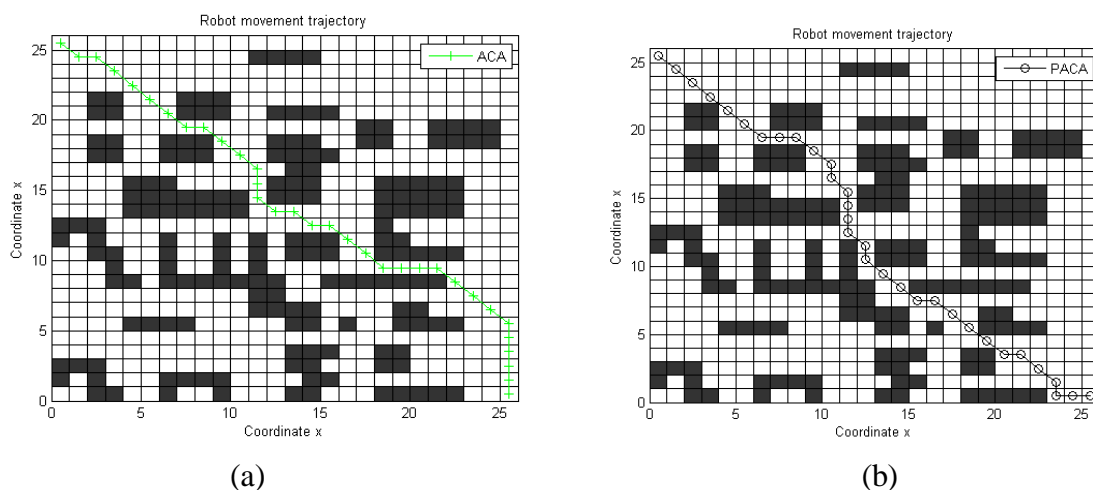 Robot movement trajectory
ACA
25
20
15
10
5
0
Coordinate x
0 5 10 15 20 25
Coordinate x
(a)
Robot movement trajectory
PACA
25
20
15
10
5
0
Coordinate x
0 5 10 15 20 25
Coordinate x
(b)